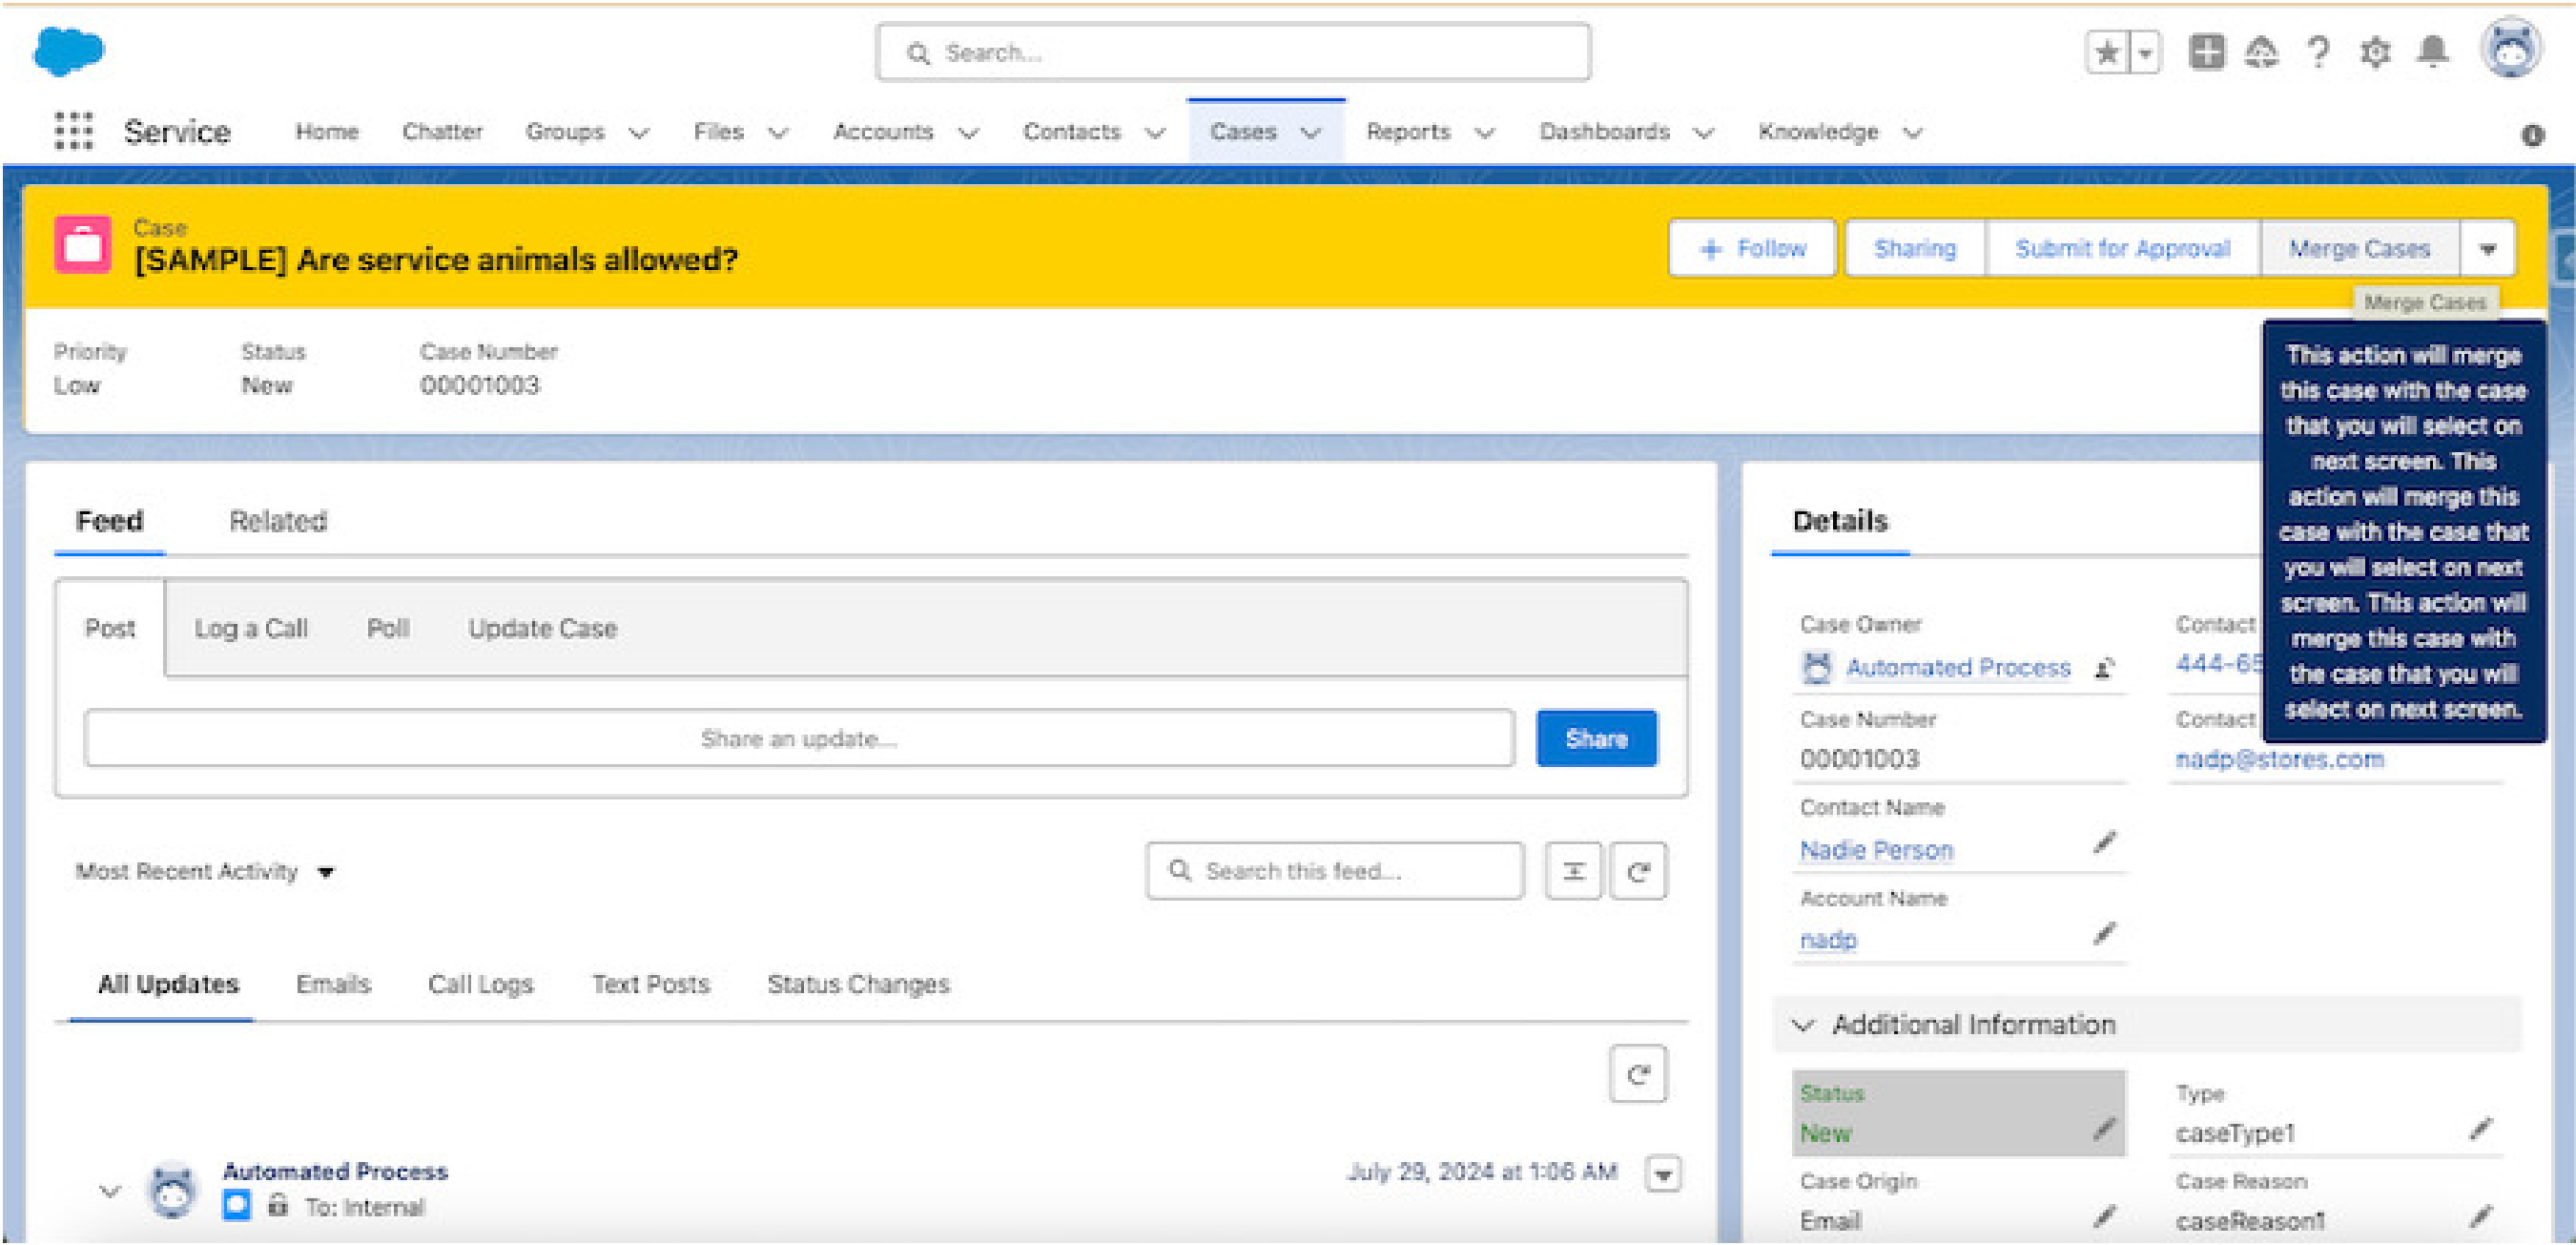 Search...
Service Home Chatter Groups Files Accounts Contacts Cases Reports Dashboards Knowledge
Case
[SAMPLE] Are service animals allowed?
Follow Sharing Submit for Approval Merge Cases
Merge Cases
Priority Status Case Number
Low New 00001003
This action will merge
this case with the case
that you will select on
next screen. This
action will merge this
case with the case that
you will select on next
screen. This action will
merge this case with
the case that you will
select on next screen.
Feed Related
Post Log a Call Poll Update Case
Share an update... Share
Most Recent Activity Search this feed...
All Updates Emails Call Logs Text Posts Status Changes
Automated Process July 29, 2024 at 1:06 AM
To: Internal
Details
Case Owner Contact
Automated Process 444-65
Case Number Contact
00001003 nadp@stores.com
Contact Name
Nadie Person
Account Name
nadp
Additional Information
Status Type
New caseType1
Case Origin Case Reason
Email caseReason1